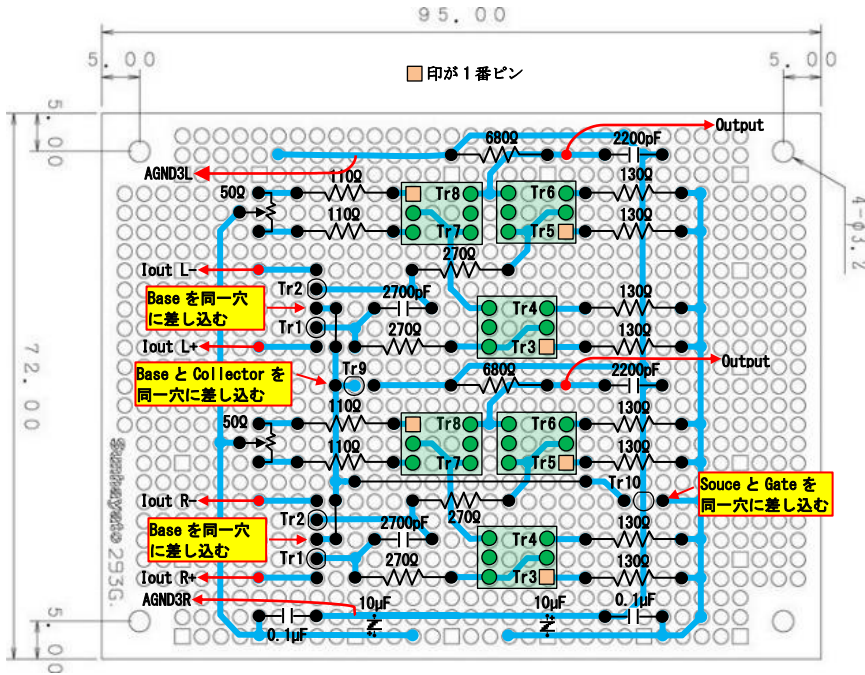 95.00
5.00
5.00
■印が１番ピン
5.00
680Ω
2200pF
Output
AGND3L
110Ω
130Ω
50Ω
Tr8
Tr6
4-φ3.2
110Ω
Tr7
Tr5
130Ω
270Ω
Iout L-
Tr2
Base を同一穴
に差し込む
2700pF
Tr4
130Ω
Tr1
270Ω
Tr3
130Ω
Iout L+
72.00
Output
Tr9
680Ω
2200pF
Base と Collector を
同一穴に差し込む
110Ω
130Ω
50Ω
Tr8
Tr6
110Ω
Tr7
Tr5
130Ω
Sunhayato 293G.
Tr10
Souce と Gate を
同一穴に差し込む
Iout R-
270Ω
Tr2
Base を同一穴
に差し込む
2700pF
Tr4
130Ω
Tr1
270Ω
Tr3
130Ω
Iout R+
AGND3R
10μF
10μF
0.1μF
0.1μF
5.00